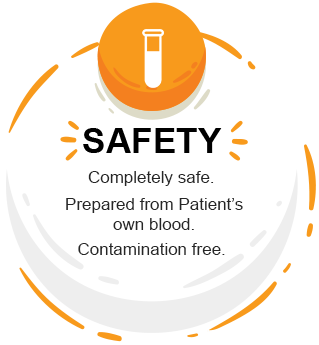 SAFETY
Completely safe.
Prepared from Patient’s
own blood.
Contamination free.